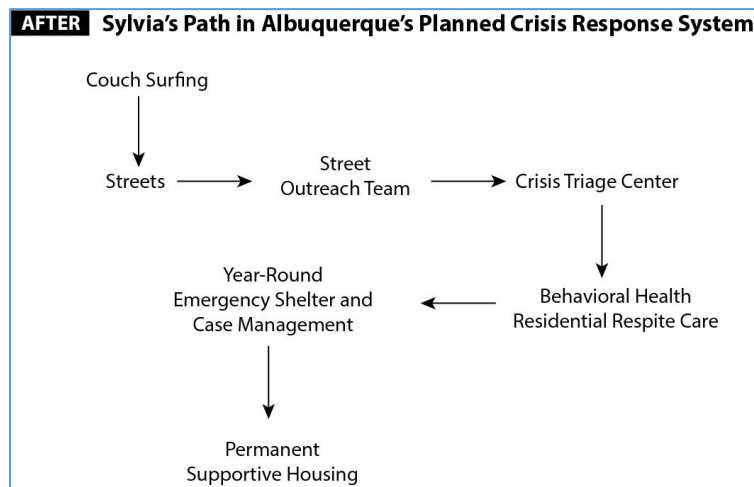 AFTER Sylvia's Path in Albuquerque's Planned Crisis Response System
Couch Surfing
Streets
Street
Outreach Team
Crisis Triage Center
Behavioral Health
Residential Respite Care
Year-Round
Emergency Shelter and
Case Management
Permanent
Supportive Housing